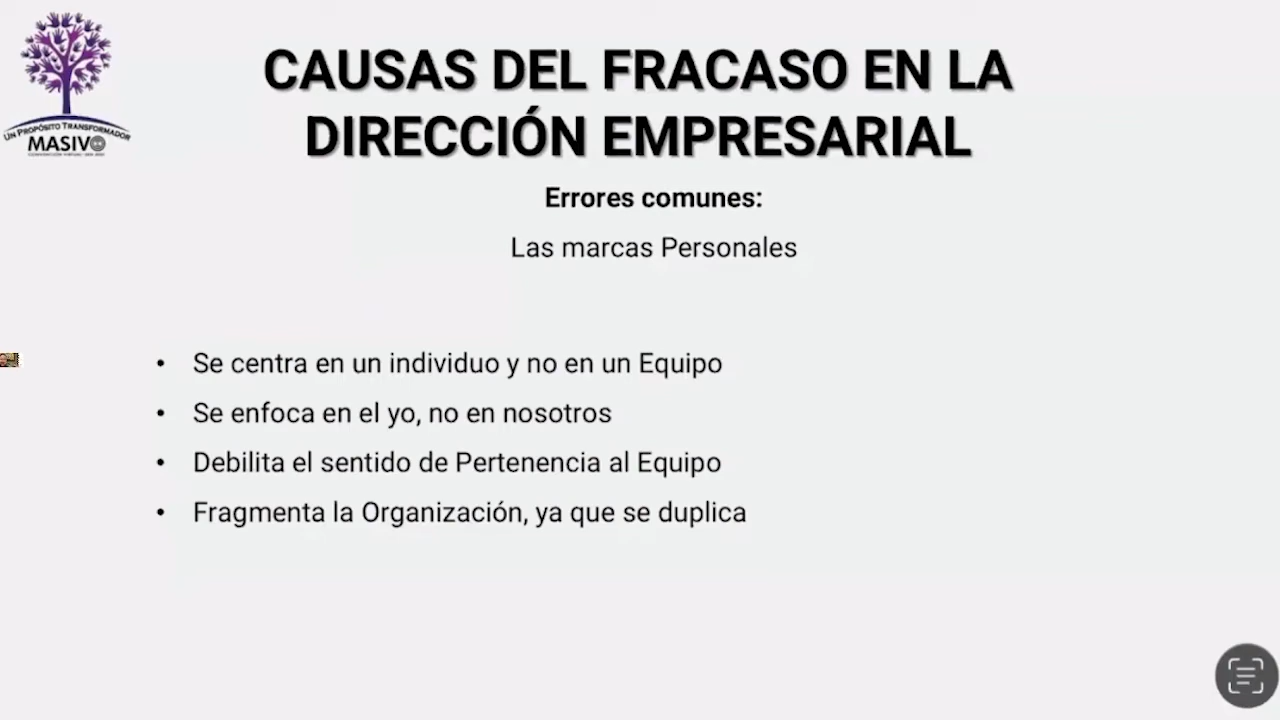 CAUSAS DEL FRACASO EN LA
DIRECCIÓN EMPRESARIAL
UN PROPÓSITO TRANSFORMADOR
MASIVO
Errores comunes:
Las marcas Personales
• Se centra en un individuo y no en un Equipo
• Se enfoca en el yo, no en nosotros
• Debilita el sentido de Pertenencia al Equipo
• Fragmenta la Organización, ya que se duplica